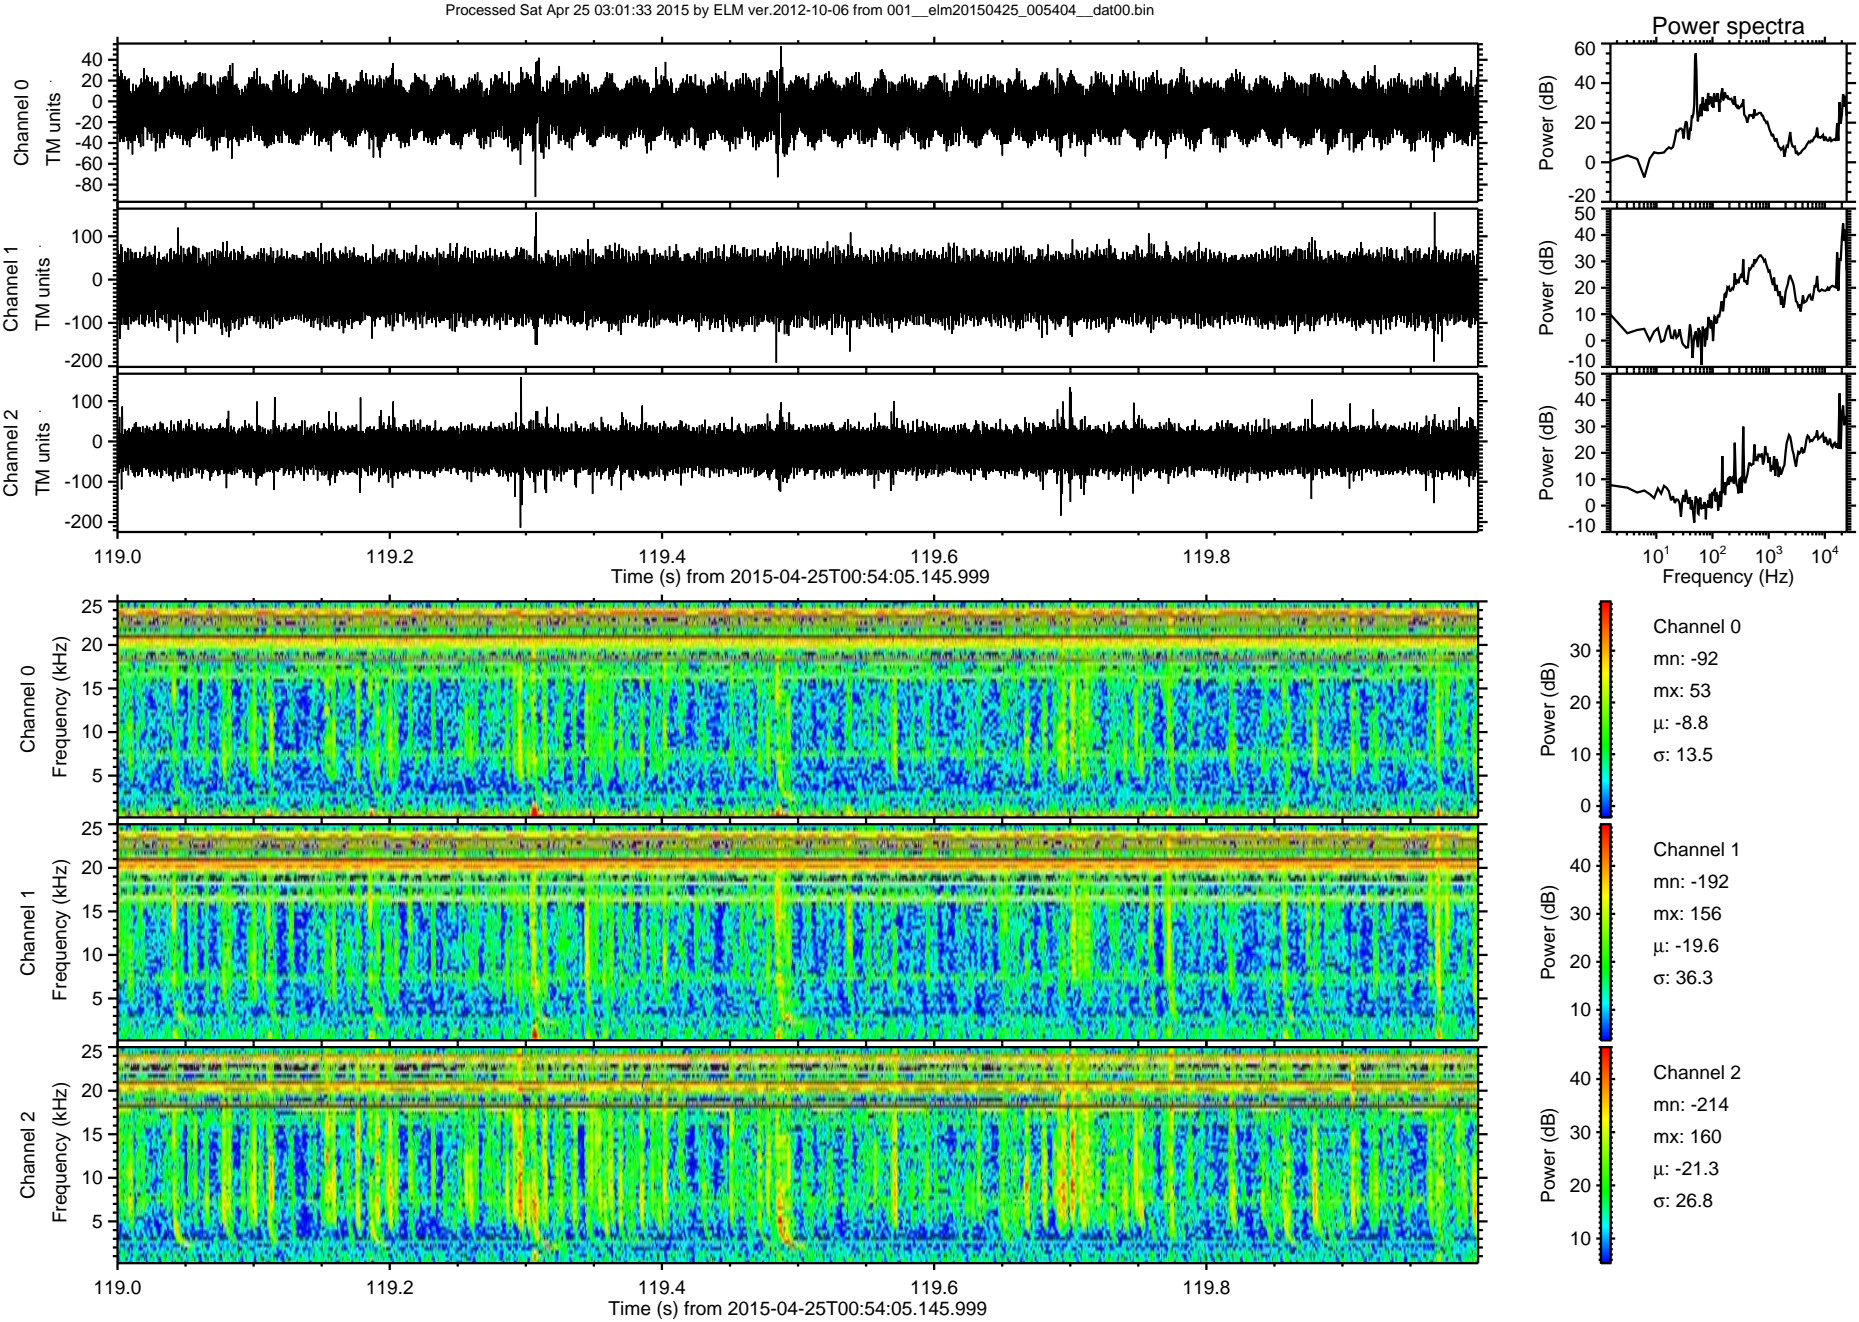 Processed Sat Apr 25 03:01:33 2015 by ELM ver.2012-10-06 from 001__elm20150425_005404__dat00.bin
Power spectra
Channel 0
TM units
40
20
0
-20
-40
-60
-80
Power (dB)
60
40
20
0
-20
Channel 1
TM units
100
0
-100
-200
Power (dB)
50
40
30
20
10
0
-10
Channel 2
TM units
100
0
-100
-200
Power (dB)
50
40
30
20
10
0
-10
119.0
119.2
119.4
119.6
119.8
Time (s) from 2015-04-25T00:54:05.145.999
10^1
10^2
10^3
10^4
Frequency (Hz)
Channel 0
Frequency (kHz)
25
20
15
10
5
Power (dB)
30
20
10
0
Channel 0
mn: -92
mx: 53
μ: -8.8
σ: 13.5
Channel 1
Frequency (kHz)
25
20
15
10
5
Power (dB)
40
30
20
10
Channel 1
mn: -192
mx: 156
μ: -19.6
σ: 36.3
Channel 2
Frequency (kHz)
25
20
15
10
5
Power (dB)
40
30
20
10
Channel 2
mn: -214
mx: 160
μ: -21.3
σ: 26.8
119.0
119.2
119.4
119.6
119.8
Time (s) from 2015-04-25T00:54:05.145.999